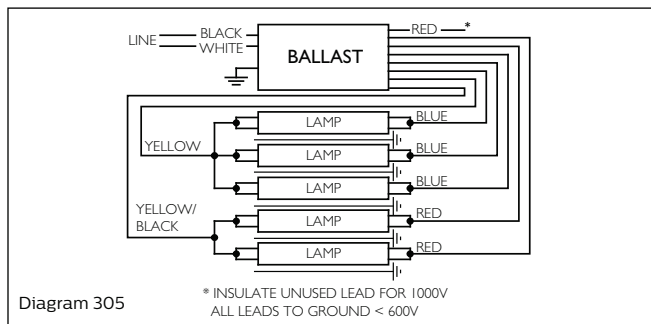 BLACK
RED
*
LINE
WHITE
BALLAST
LAMP
BLUE
YELLOW
LAMP
BLUE
LAMP
BLUE
YELLOW/
BLACK
LAMP
RED
LAMP
RED
* INSULATE UNUSED LEAD FOR 1000V
ALL LEADS TO GROUND < 600V
Diagram 305